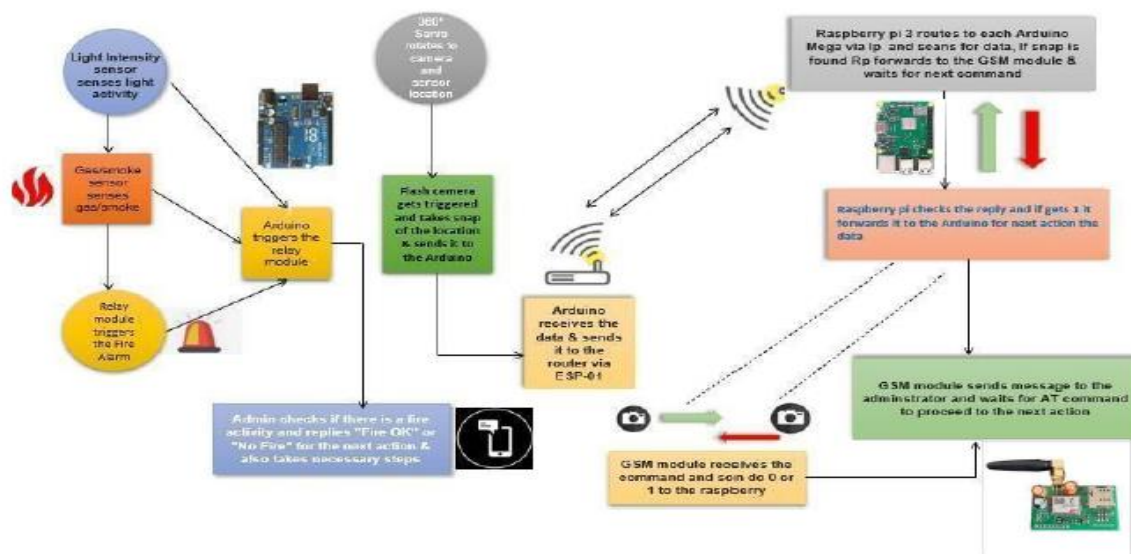 Light Intensity
sensor
senses light
activity
Gas/smoke
sensor
senses
gas/smoke
Relay
module
triggers
the Fire
Alarm
Arduino
triggers the
relay
module
360°
Servo
rotates to
camera
and
sensor
location
Flash camera
gets triggered
and takes snap
of the location
& sends it to
the Arduino
Arduino
receives the
data & sends
it to the
router via
ESP-01
Admin checks if there is a fire
activity and replies "Fire OK" or
"No Fire" for the next action &
also takes necessary steps
Raspberry pi 3 routes to each Arduino
Mega via Ip and scans for data, If snap is
found Rp forwards to the GSM module &
waits for next command
Raspberry pi checks the reply and if gets 1 it
forwards it to the Arduino for next action the
data
GSM module sends message to the
adminstrator and waits for AT command
to proceed to the next action
GSM module receives the
command and do 0 or
1 to the raspberry